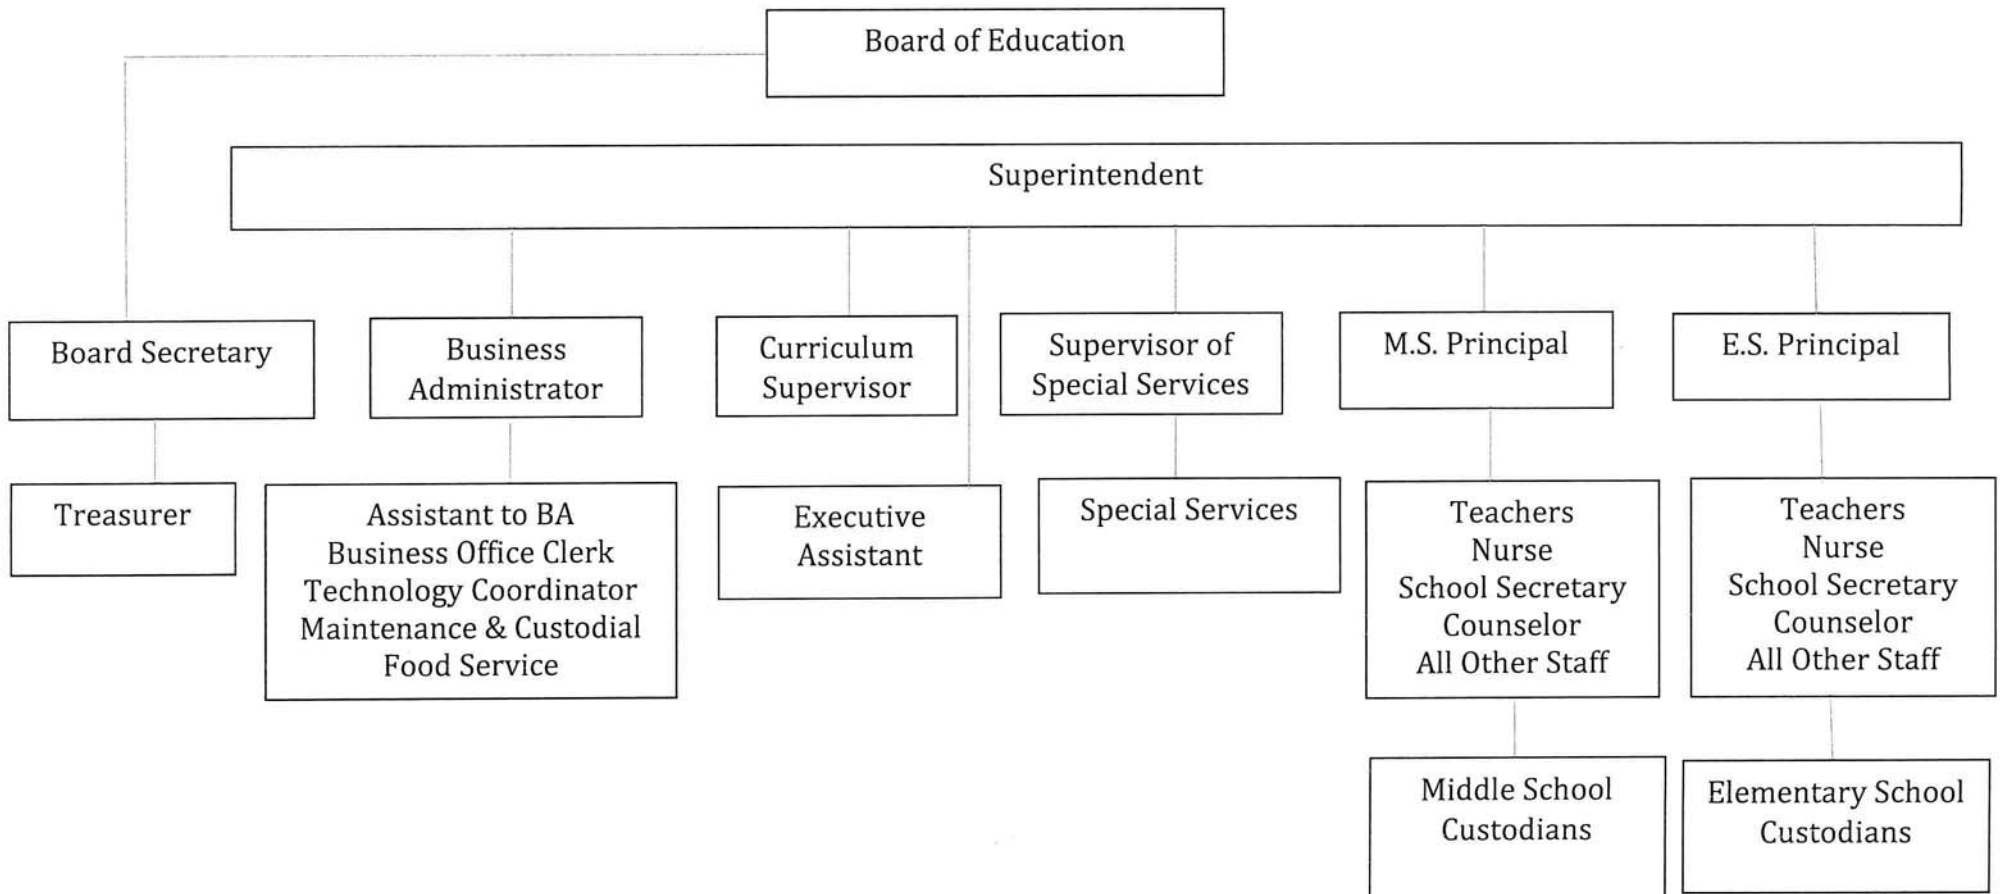 Board of Education
Superintendent
Board Secretary
Business
Administrator
Curriculum
Supervisor
Supervisor of
Special Services
M.S. Principal
E.S. Principal
Treasurer
Assistant to BA
Business Office Clerk
Technology Coordinator
Maintenance & Custodial
Food Service
Executive
Assistant
Special Services
Teachers
Nurse
School Secretary
Counselor
All Other Staff
Teachers
Nurse
School Secretary
Counselor
All Other Staff
Middle School
Custodians
Elementary School
Custodians